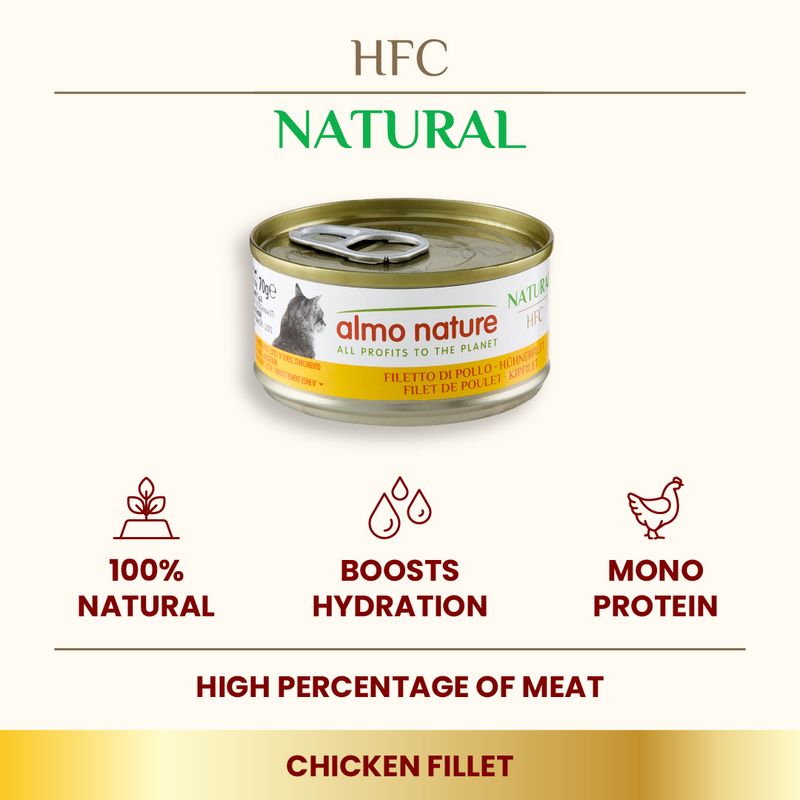 HFC
NATURAL
70g℮
NATURAL
HFC
almo nature
ALL PROFITS TO THE PLANET
FILETTO DI POLLO · HÜHNERFILET
FILET DE POULET · KIPFILET
100%
NATURAL
BOOSTS
HYDRATION
MONO
PROTEIN
HIGH PERCENTAGE OF MEAT
CHICKEN FILLET